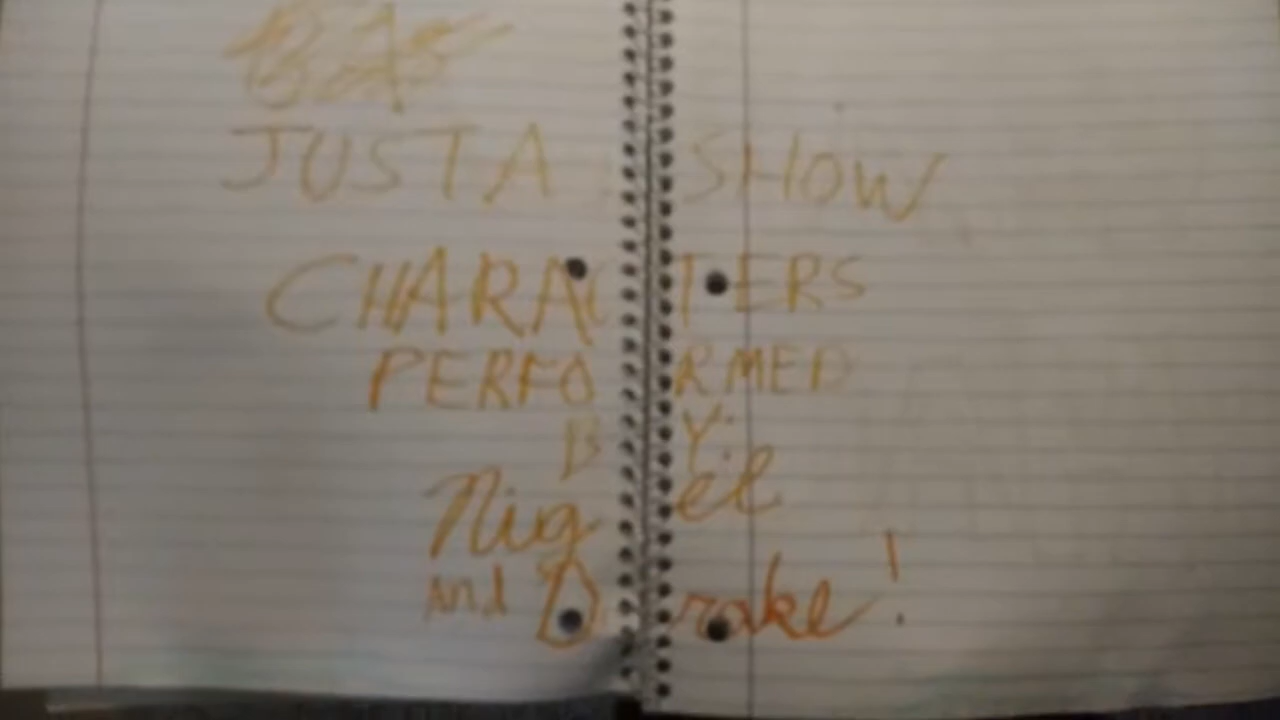 JUST A SHOW
CHARACTERS
PERFORMED
BY:
Nigel
And Drake!